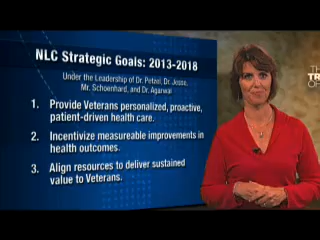 NLC Strategic Goals: 2013-2018
Under the Leadership of Dr. Petzel, Dr. Jesse,
Mr. Schoenhard, and Dr. Agarwal
1. Provide Veterans personalized, proactive,
patient-driven health care.
2. Incentivize measureable improvements in
health outcomes.
3. Align resources to deliver sustained
value to Veterans.